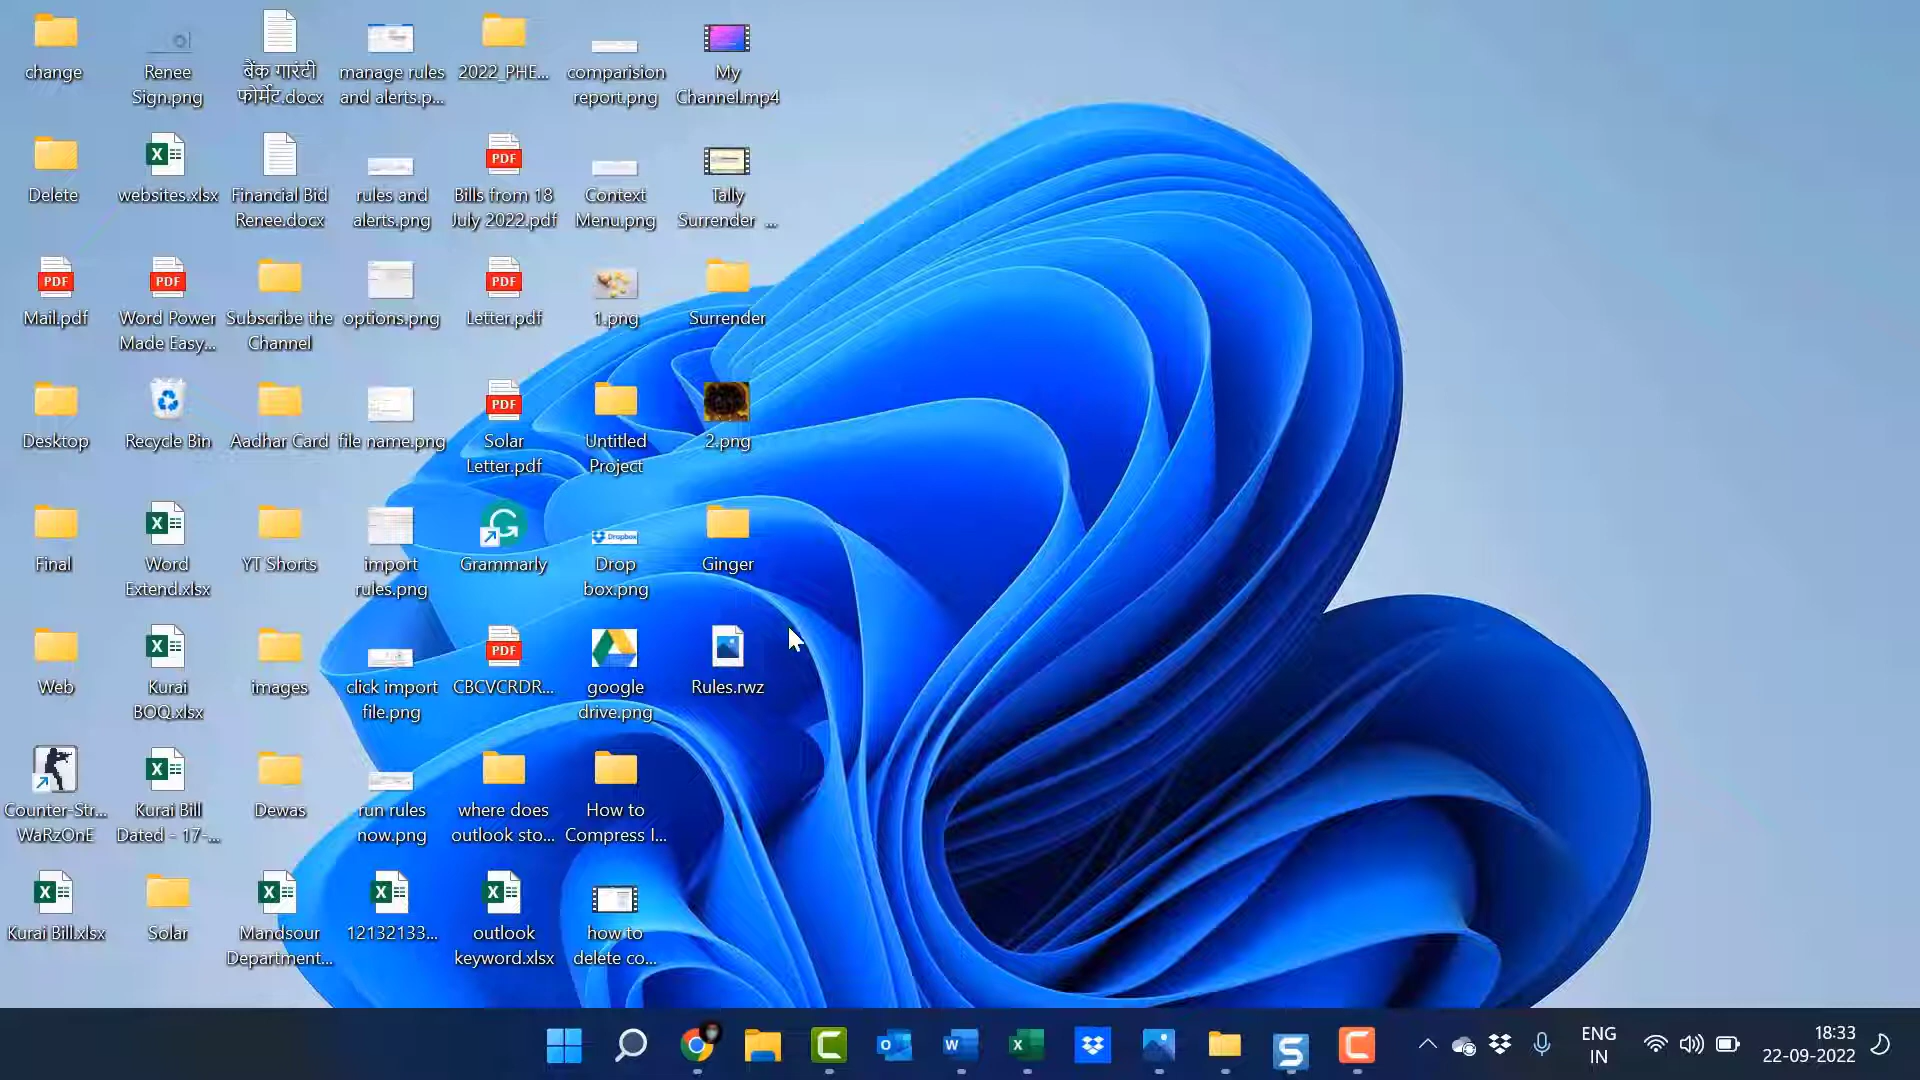 change
Renee
Sign.png
बैंक गारंटी
फोर्मेट.docx
manage rules
and alerts.p...
2022_PHE...
comparision
report.png
My
Channel.mp4
Delete
websites.xlsx
Financial Bid
Renee.docx
rules and
alerts.png
Bills from 18
July 2022.pdf
Context
Menu.png
Tally
Surrender ...
PDF
Mail.pdf
PDF
Word Power
Made Easy...
Subscribe the
Channel
options.png
PDF
Letter.pdf
1.png
Surrender
Desktop
Recycle Bin
Aadhar Card
file name.png
PDF
Solar
Letter.pdf
Untitled
Project
2.png
Final
Word
Extend.xlsx
YT Shorts
import
rules.png
Grammarly
Dropbox
Drop
box.png
Ginger
Web
Kurai
BOQ.xlsx
images
click import
file.png
PDF
CBCVCRDR...
google
drive.png
Rules.rwz
Counter-Str...
WaRzOnE
Kurai Bill
Dated - 17-...
Dewas
run rules
now.png
where does
outlook sto...
How to
Compress I...
Kurai Bill.xlsx
Solar
Mandsour
Department...
12132133...
outlook
keyword.xlsx
how to
delete co...
ENG
IN
18:33
22-09-2022